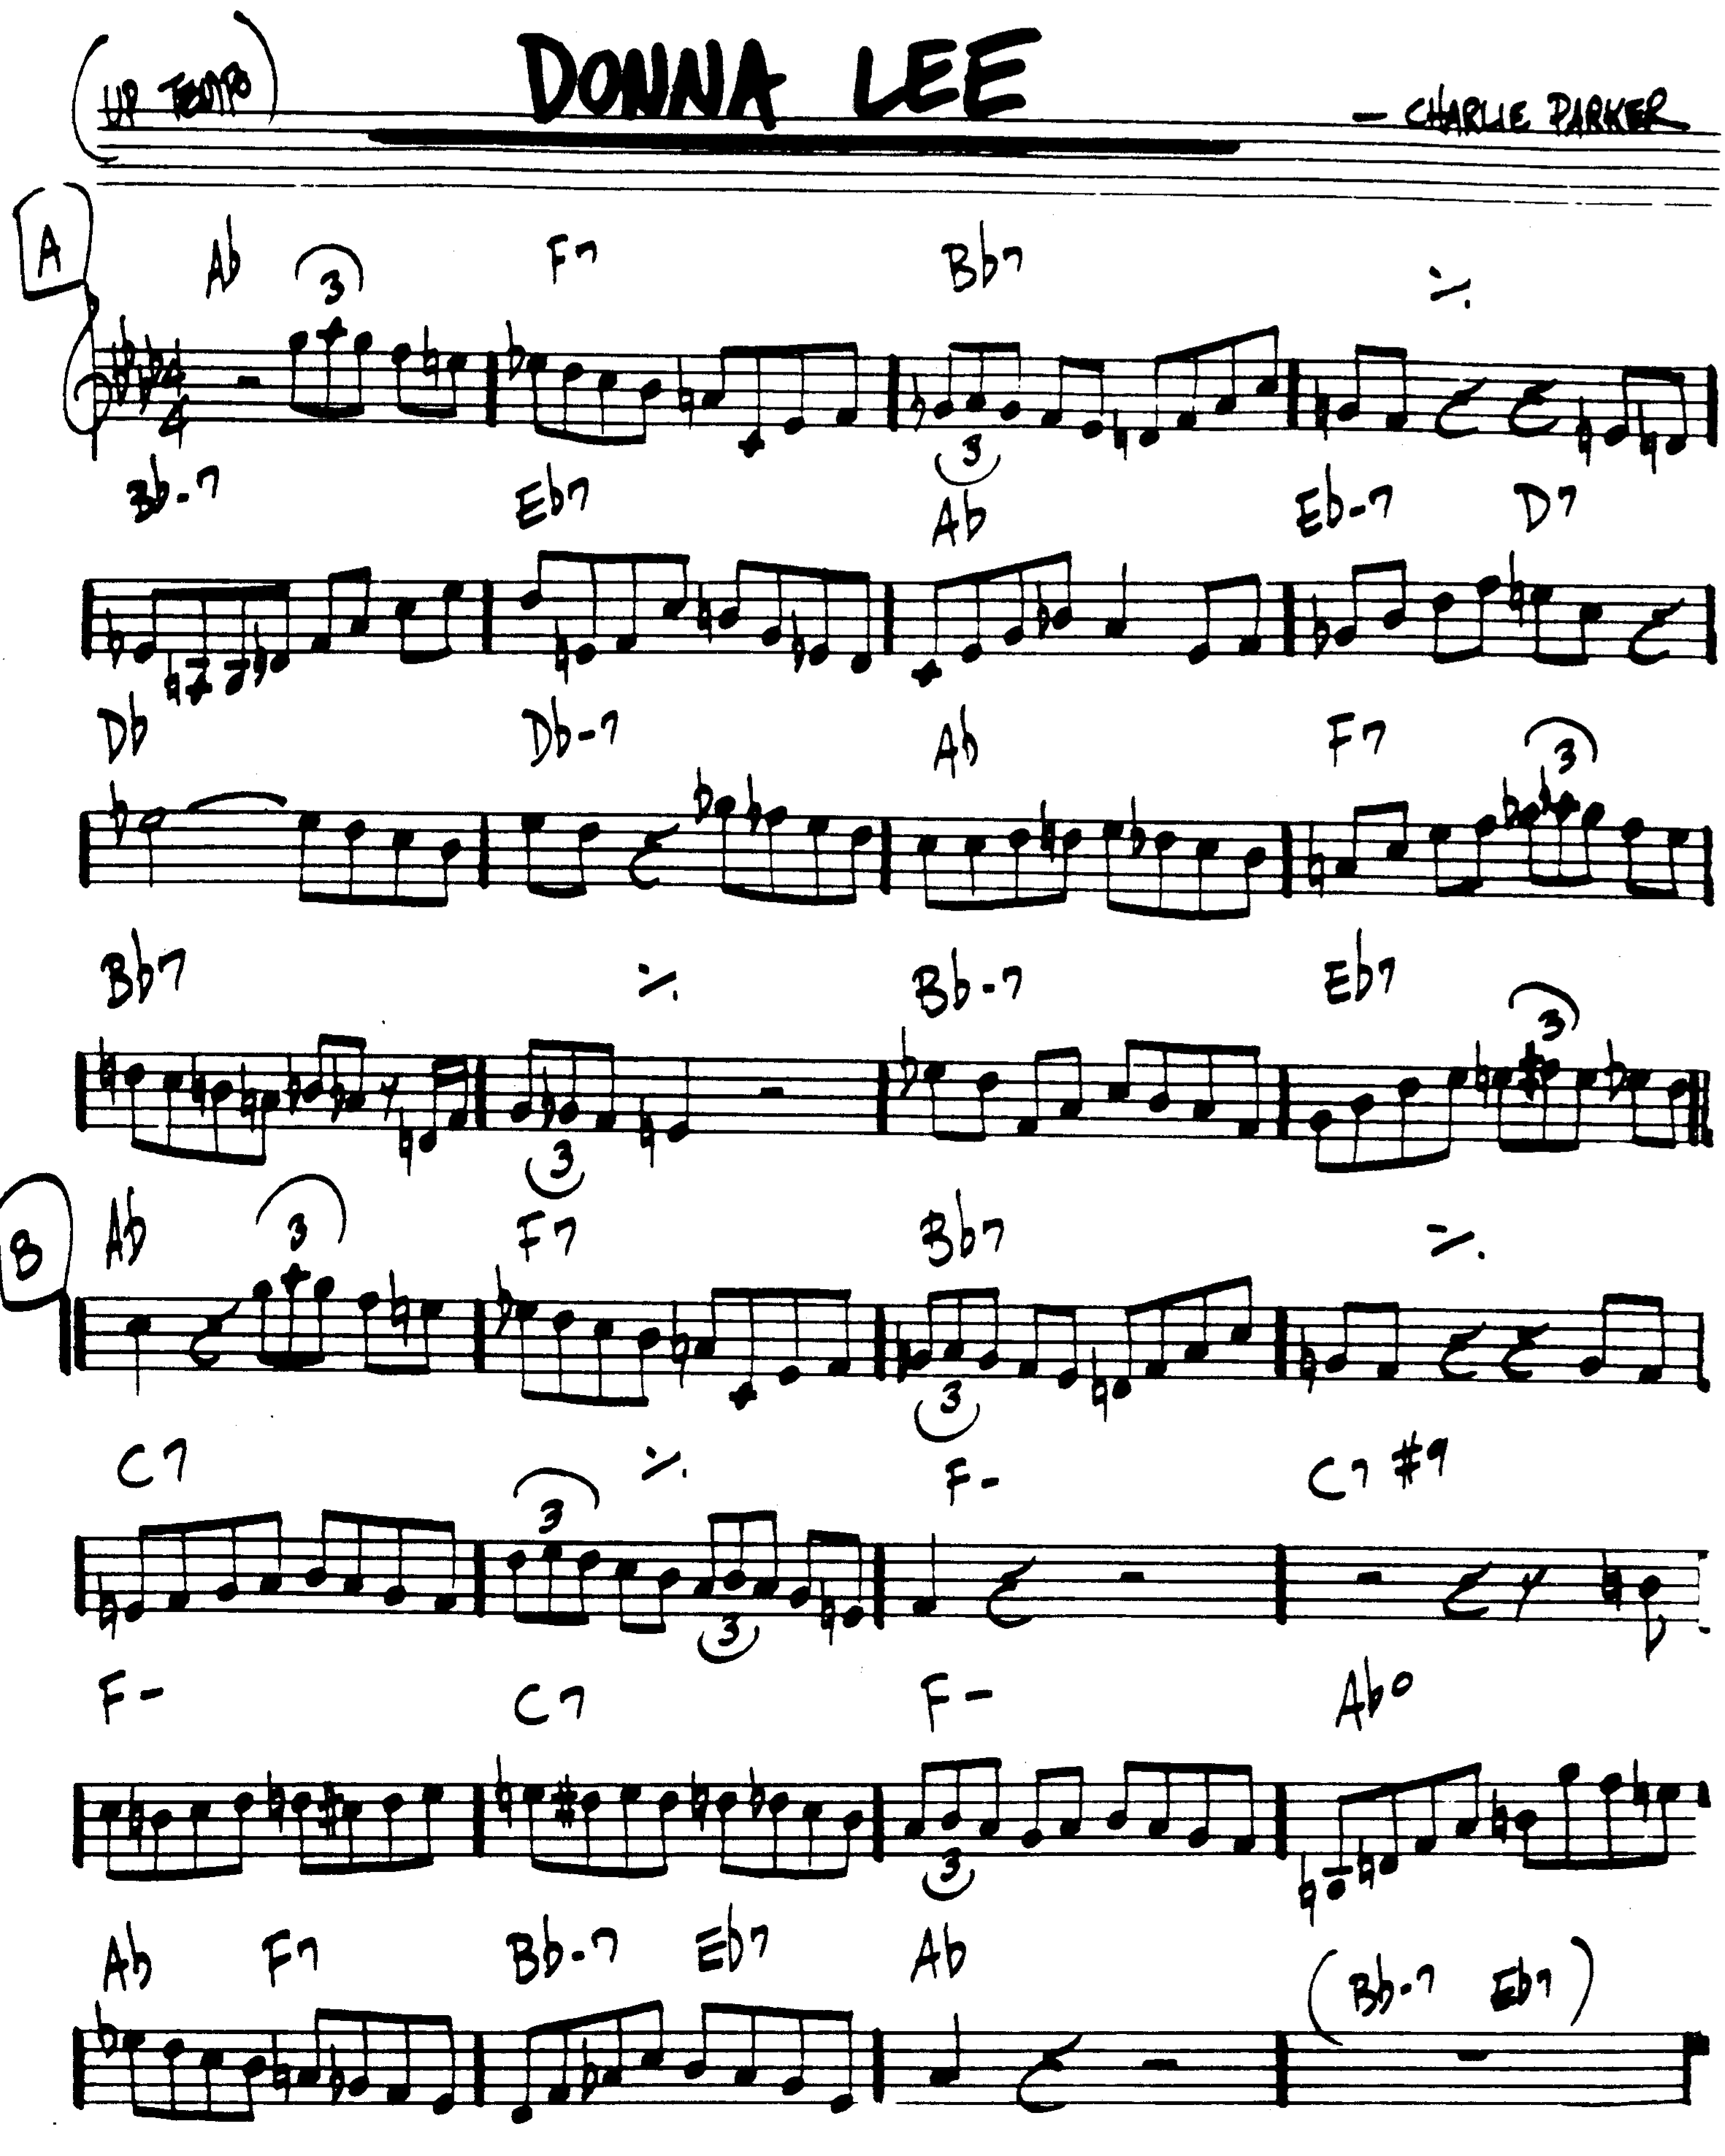 (UP TEMPO) DONNA LEE — CHARLIE PARKER
A
Ab 3 F7 Bb7 ٪
4
4
3
Bb-7 Eb7 Ab Eb-7 D7
Db Db-7 Ab F7 3
Bb7 ٪ Bb-7 Eb7 3
3
B Ab 3 F7 Bb7 ٪
3
C7 ٪ F- C7 #9
3
3
F- C7 F- Ab°
3
Ab F7 Bb-7 Eb7 Ab (Bb-7 Eb7)